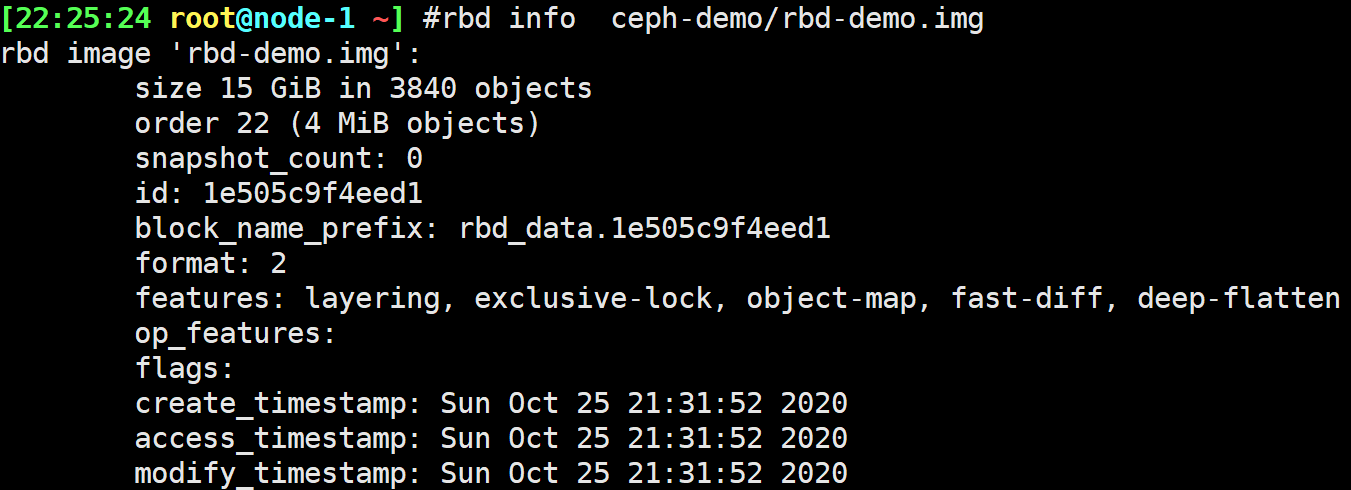 [22:25:24 root@node-1 ~] #rbd info  ceph-demo/rbd-demo.img
rbd image 'rbd-demo.img':
        size 15 GiB in 3840 objects
        order 22 (4 MiB objects)
        snapshot_count: 0
        id: 1e505c9f4eed1
        block_name_prefix: rbd_data.1e505c9f4eed1
        format: 2
        features: layering, exclusive-lock, object-map, fast-diff, deep-flatten
        op_features:
        flags:
        create_timestamp: Sun Oct 25 21:31:52 2020
        access_timestamp: Sun Oct 25 21:31:52 2020
        modify_timestamp: Sun Oct 25 21:31:52 2020